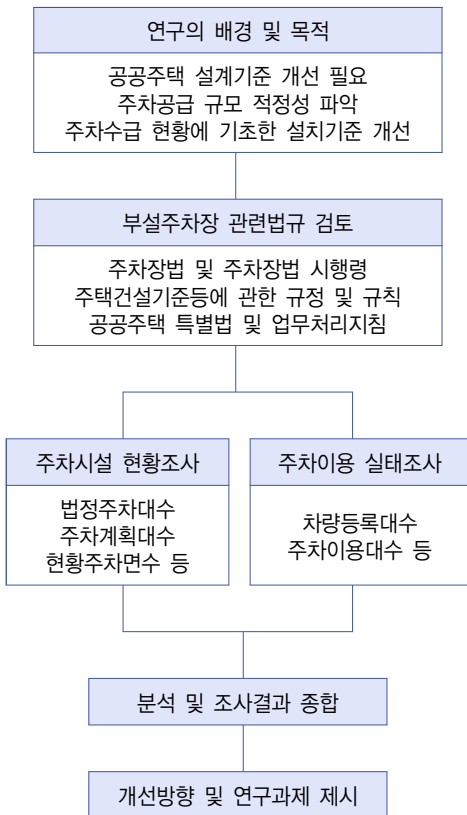 연구의 배경 및 목적
공공주택 설계기준 개선 필요
주차공급 규모 적정성 파악
주차수급 현황에 기초한 설치기준 개선
부설주차장 관련법규 검토
주차장법 및 주차장법 시행령
주택건설기준등에 관한 규정 및 규칙
공공주택 특별법 및 업무처리지침
주차시설 현황조사
법정주차대수
주차계획대수
현황주차면수 등
주차이용 실태조사
차량등록대수
주차이용대수 등
분석 및 조사결과 종합
개선방향 및 연구과제 제시